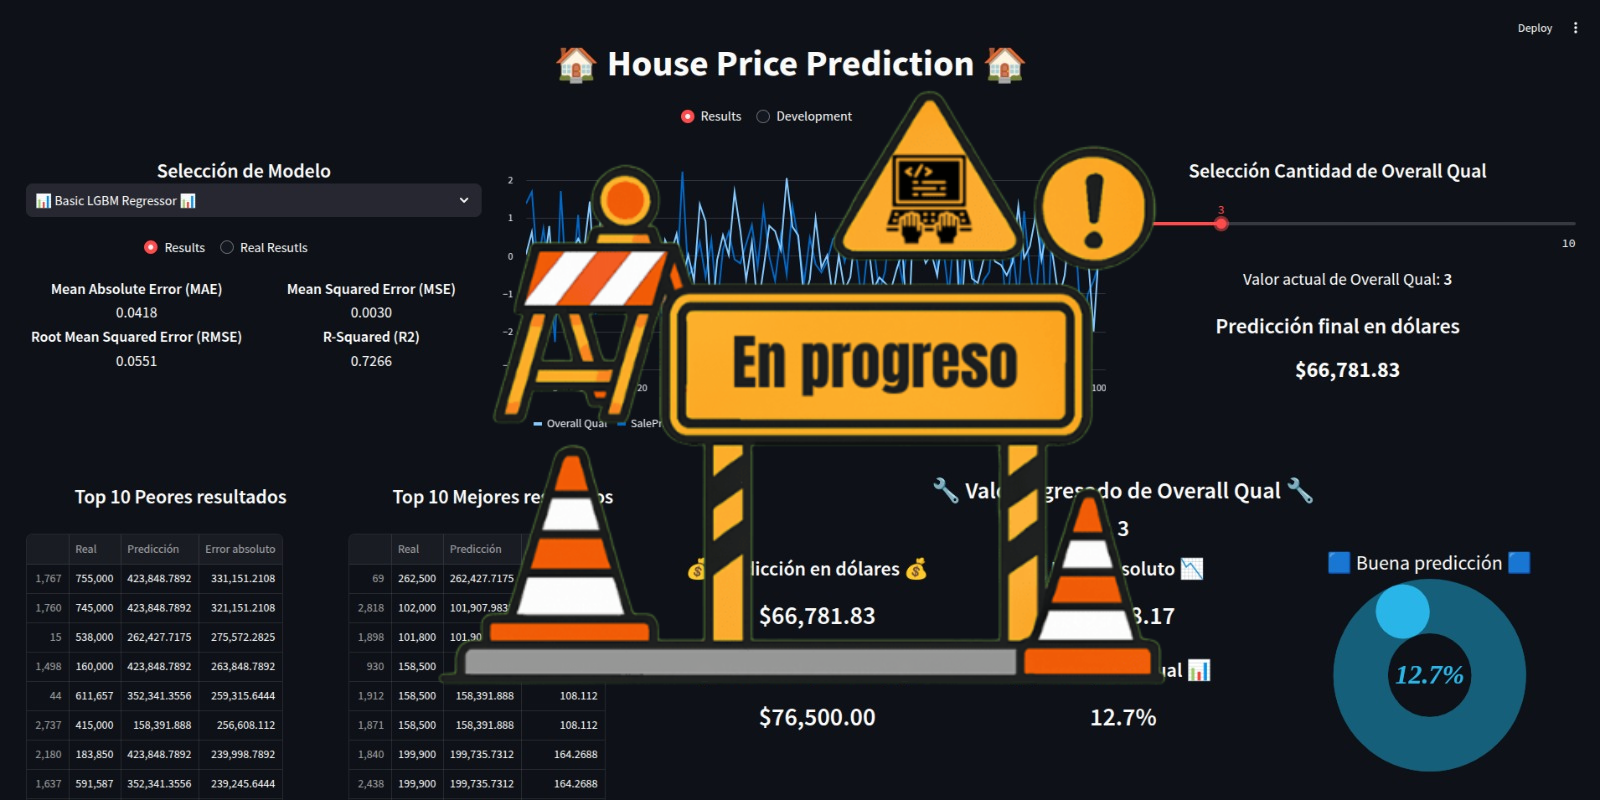 Deploy
🏠 House Price Prediction 🏠
Results Development
Selección de Modelo
📊 Basic LGBM Regressor 📊
Results Real Resutls
Mean Absolute Error (MAE) Mean Squared Error (MSE)
0.0418 0.0030
Root Mean Squared Error (RMSE) R-Squared (R2)
0.0551 0.7266
2
1
0
−1
−2
20 100
Overall Qual SalePr
</>
!
En progreso
Selección Cantidad de Overall Qual
3
10
Valor actual de Overall Qual: 3
Predicción final en dólares
$66,781.83
Top 10 Peores resultados
Real Predicción Error absoluto
1,767 755,000 423,848.7892 331,151.2108
1,760 745,000 423,848.7892 321,151.2108
15 538,000 262,427.7175 275,572.2825
1,498 160,000 423,848.7892 263,848.7892
44 611,657 352,341.3556 259,315.6444
2,737 415,000 158,391.888 256,608.112
2,180 183,850 423,848.7892 239,998.7892
1,637 591,587 352,341.3556 239,245.6444
Top 10 Mejores re os
Real Predicción
69 262,500 262,427.7175
2,818 102,000 101,907.983
1,898 101,800 101,90
930 158,500
1,912 158,500 158,391.888 108.112
1,871 158,500 158,391.888 108.112
1,840 199,900 199,735.7312 164.2688
2,438 199,900 199,735.7312 164.2688
🔧 Valo gresado de Overall Qual 🔧
3
💰 dicción en dólares 💰 soluto 📉
$66,781.83 3.17
ual 📊
$76,500.00 12.7%
🟦 Buena predicción 🟦
12.7%